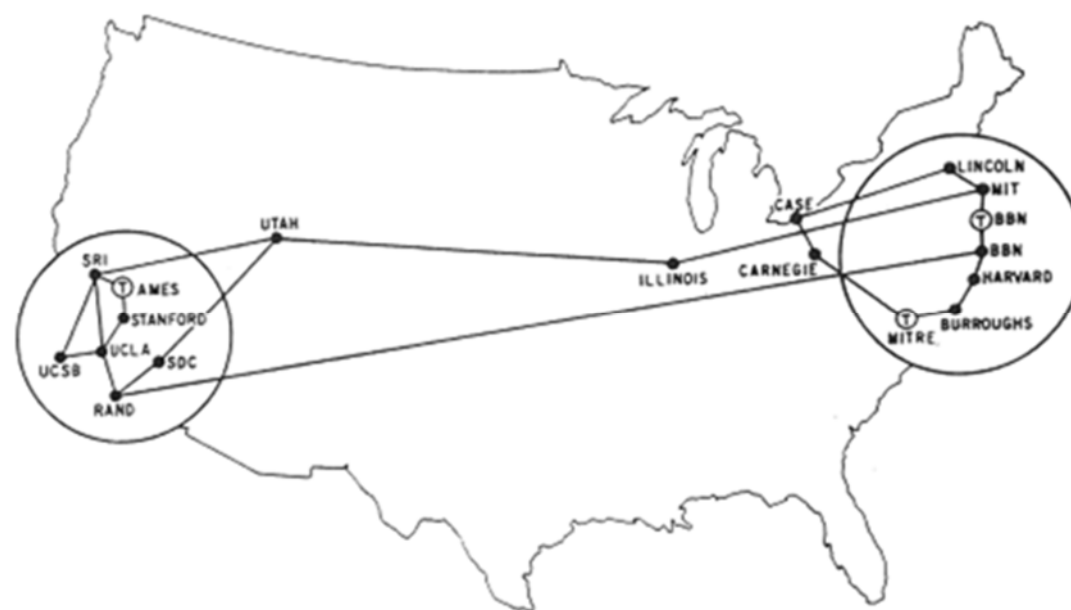 LINCOLN
MIT
CASE
T BBN
UTAH
BBN
SRI
ILLINOIS
CARNEGIE
HARVARD
T AMES
STANFORD
T
BURROUGHS
MITRE
UCLA
SDC
UCSB
RAND